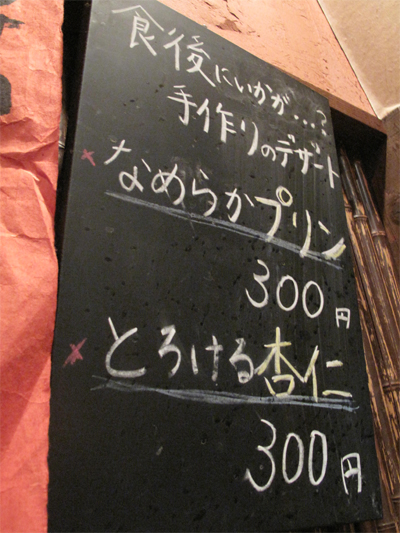 食後にいかが…?
手作りのデザート
×なめらかプリン
300円
×とろける杏仁
300円